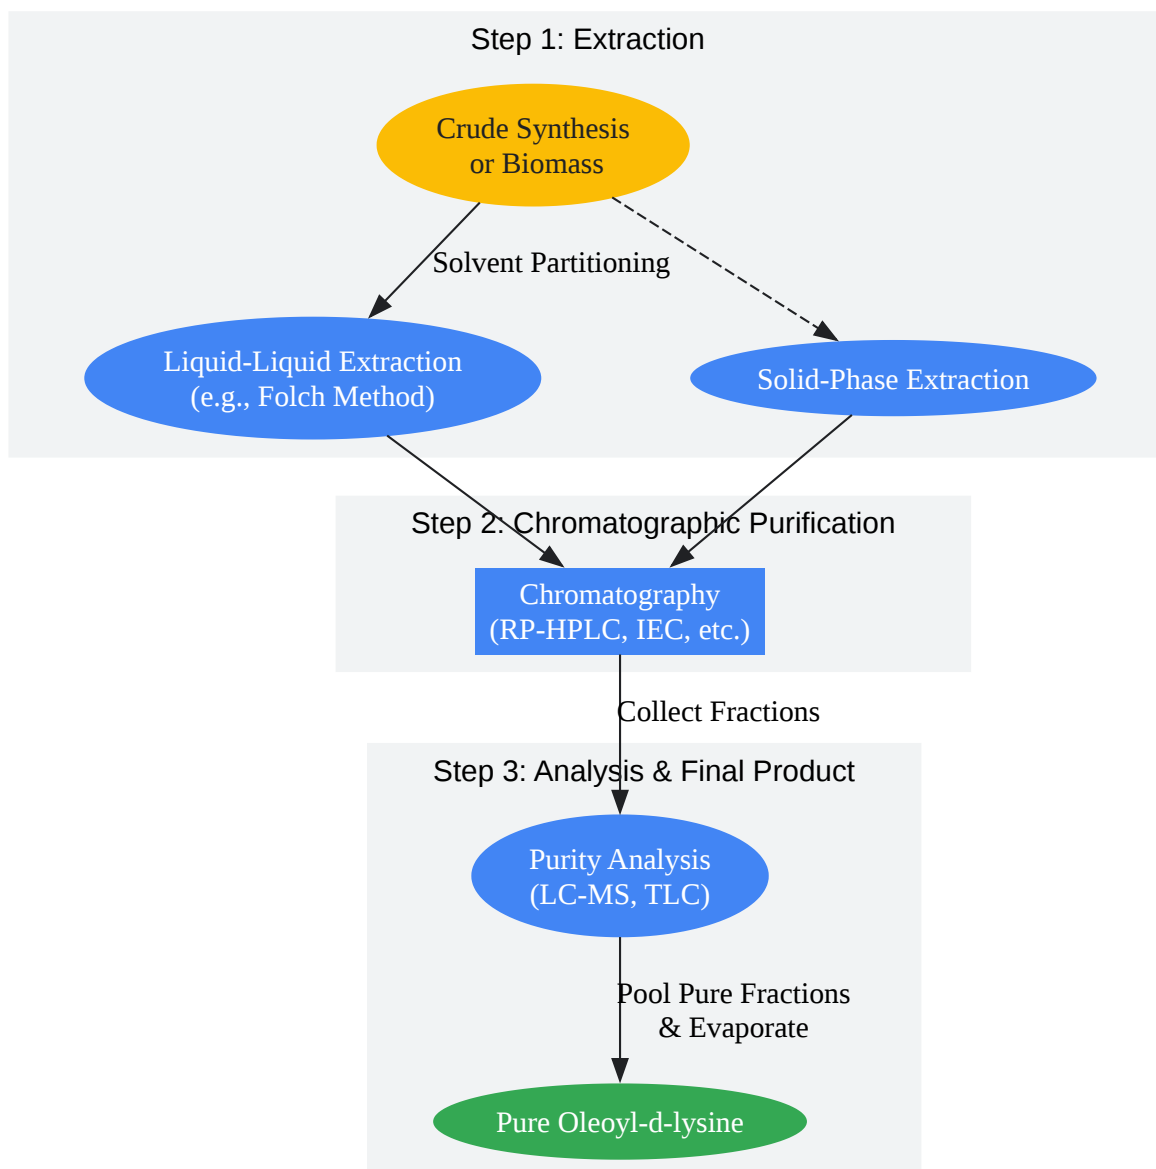 Step 1: Extraction
Crude Synthesis
or Biomass
Solvent Partitioning
Liquid-Liquid Extraction
(e.g., Folch Method)
Solid-Phase Extraction
Step 2: Chromatographic Purification
Chromatography
(RP-HPLC, IEC, etc.)
Collect Fractions
Step 3: Analysis & Final Product
Purity Analysis
(LC-MS, TLC)
Pool Pure Fractions
& Evaporate
Pure Oleoyl-d-lysine